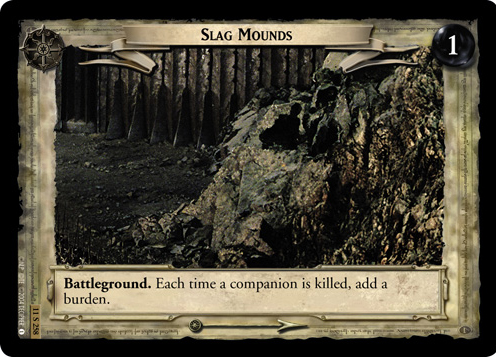 Slag Mounds
1
Battleground. Each time a companion is killed, add a
burden.
11 S 258